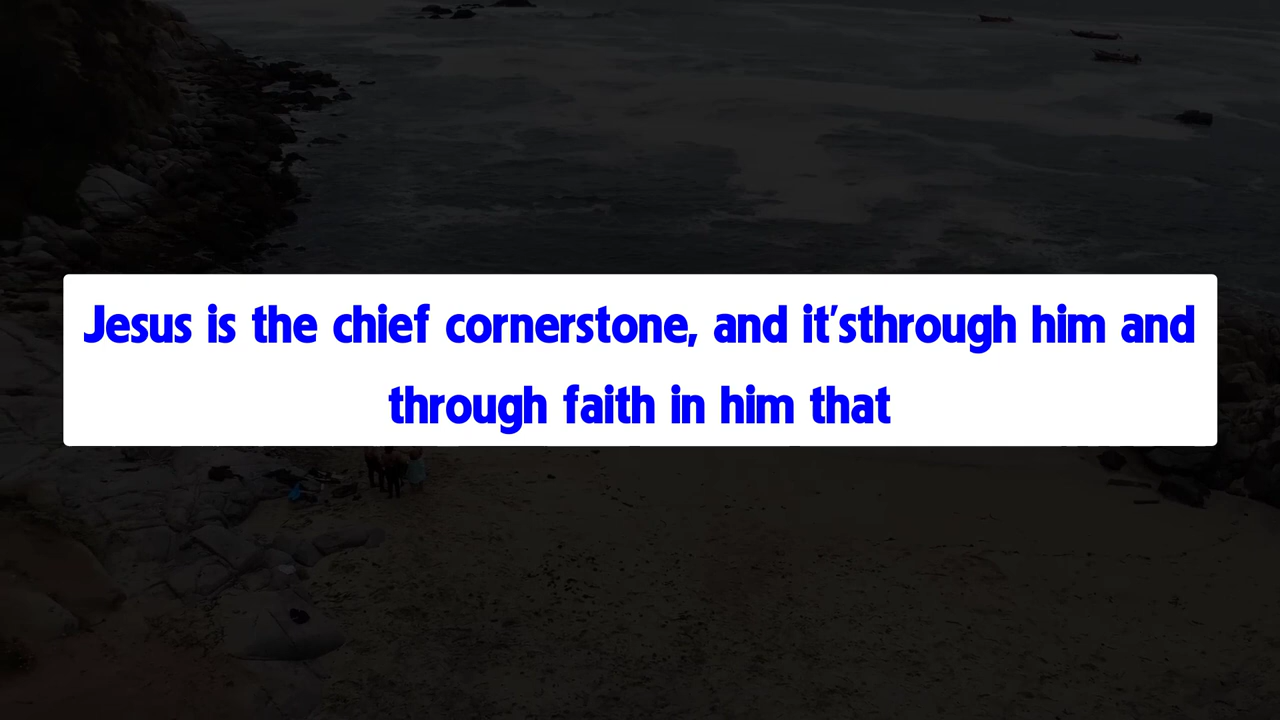 Jesus is the chief cornerstone, and it'sthrough him and
through faith in him that